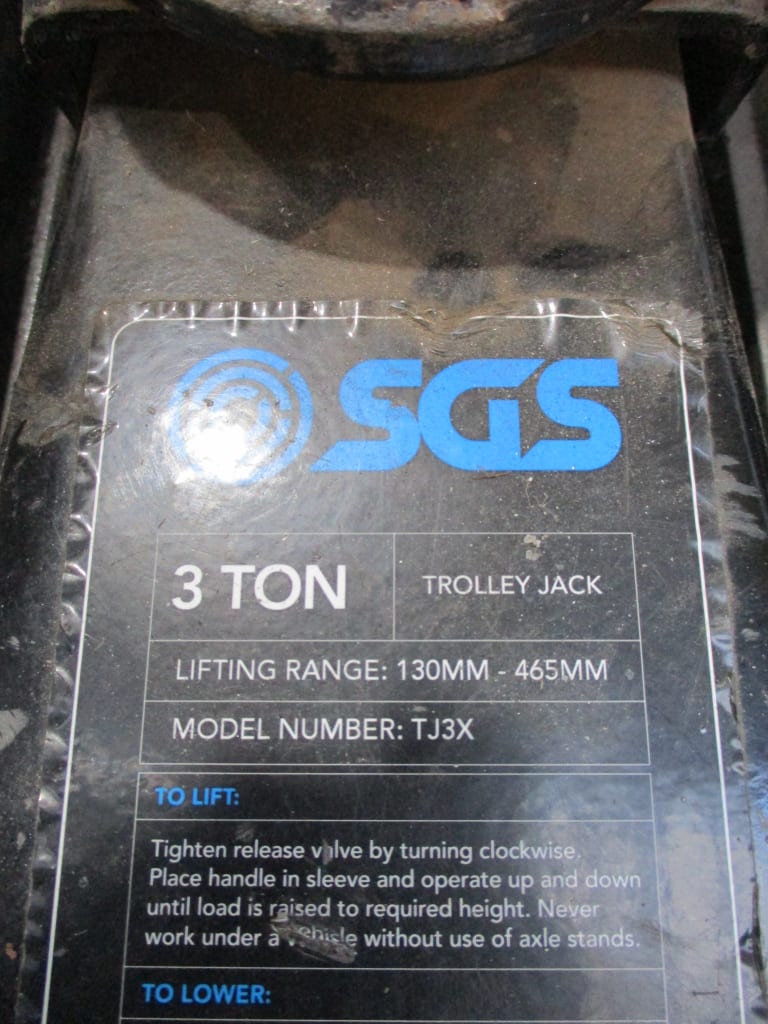 SGS
3 TON
TROLLEY JACK
LIFTING RANGE: 130MM - 465MM
MODEL NUMBER: TJ3X
TO LIFT:
Tighten release valve by turning clockwise.
Place handle in sleeve and operate up and down
until load is raised to required height. Never
work under a vehicle without use of axle stands.
TO LOWER: